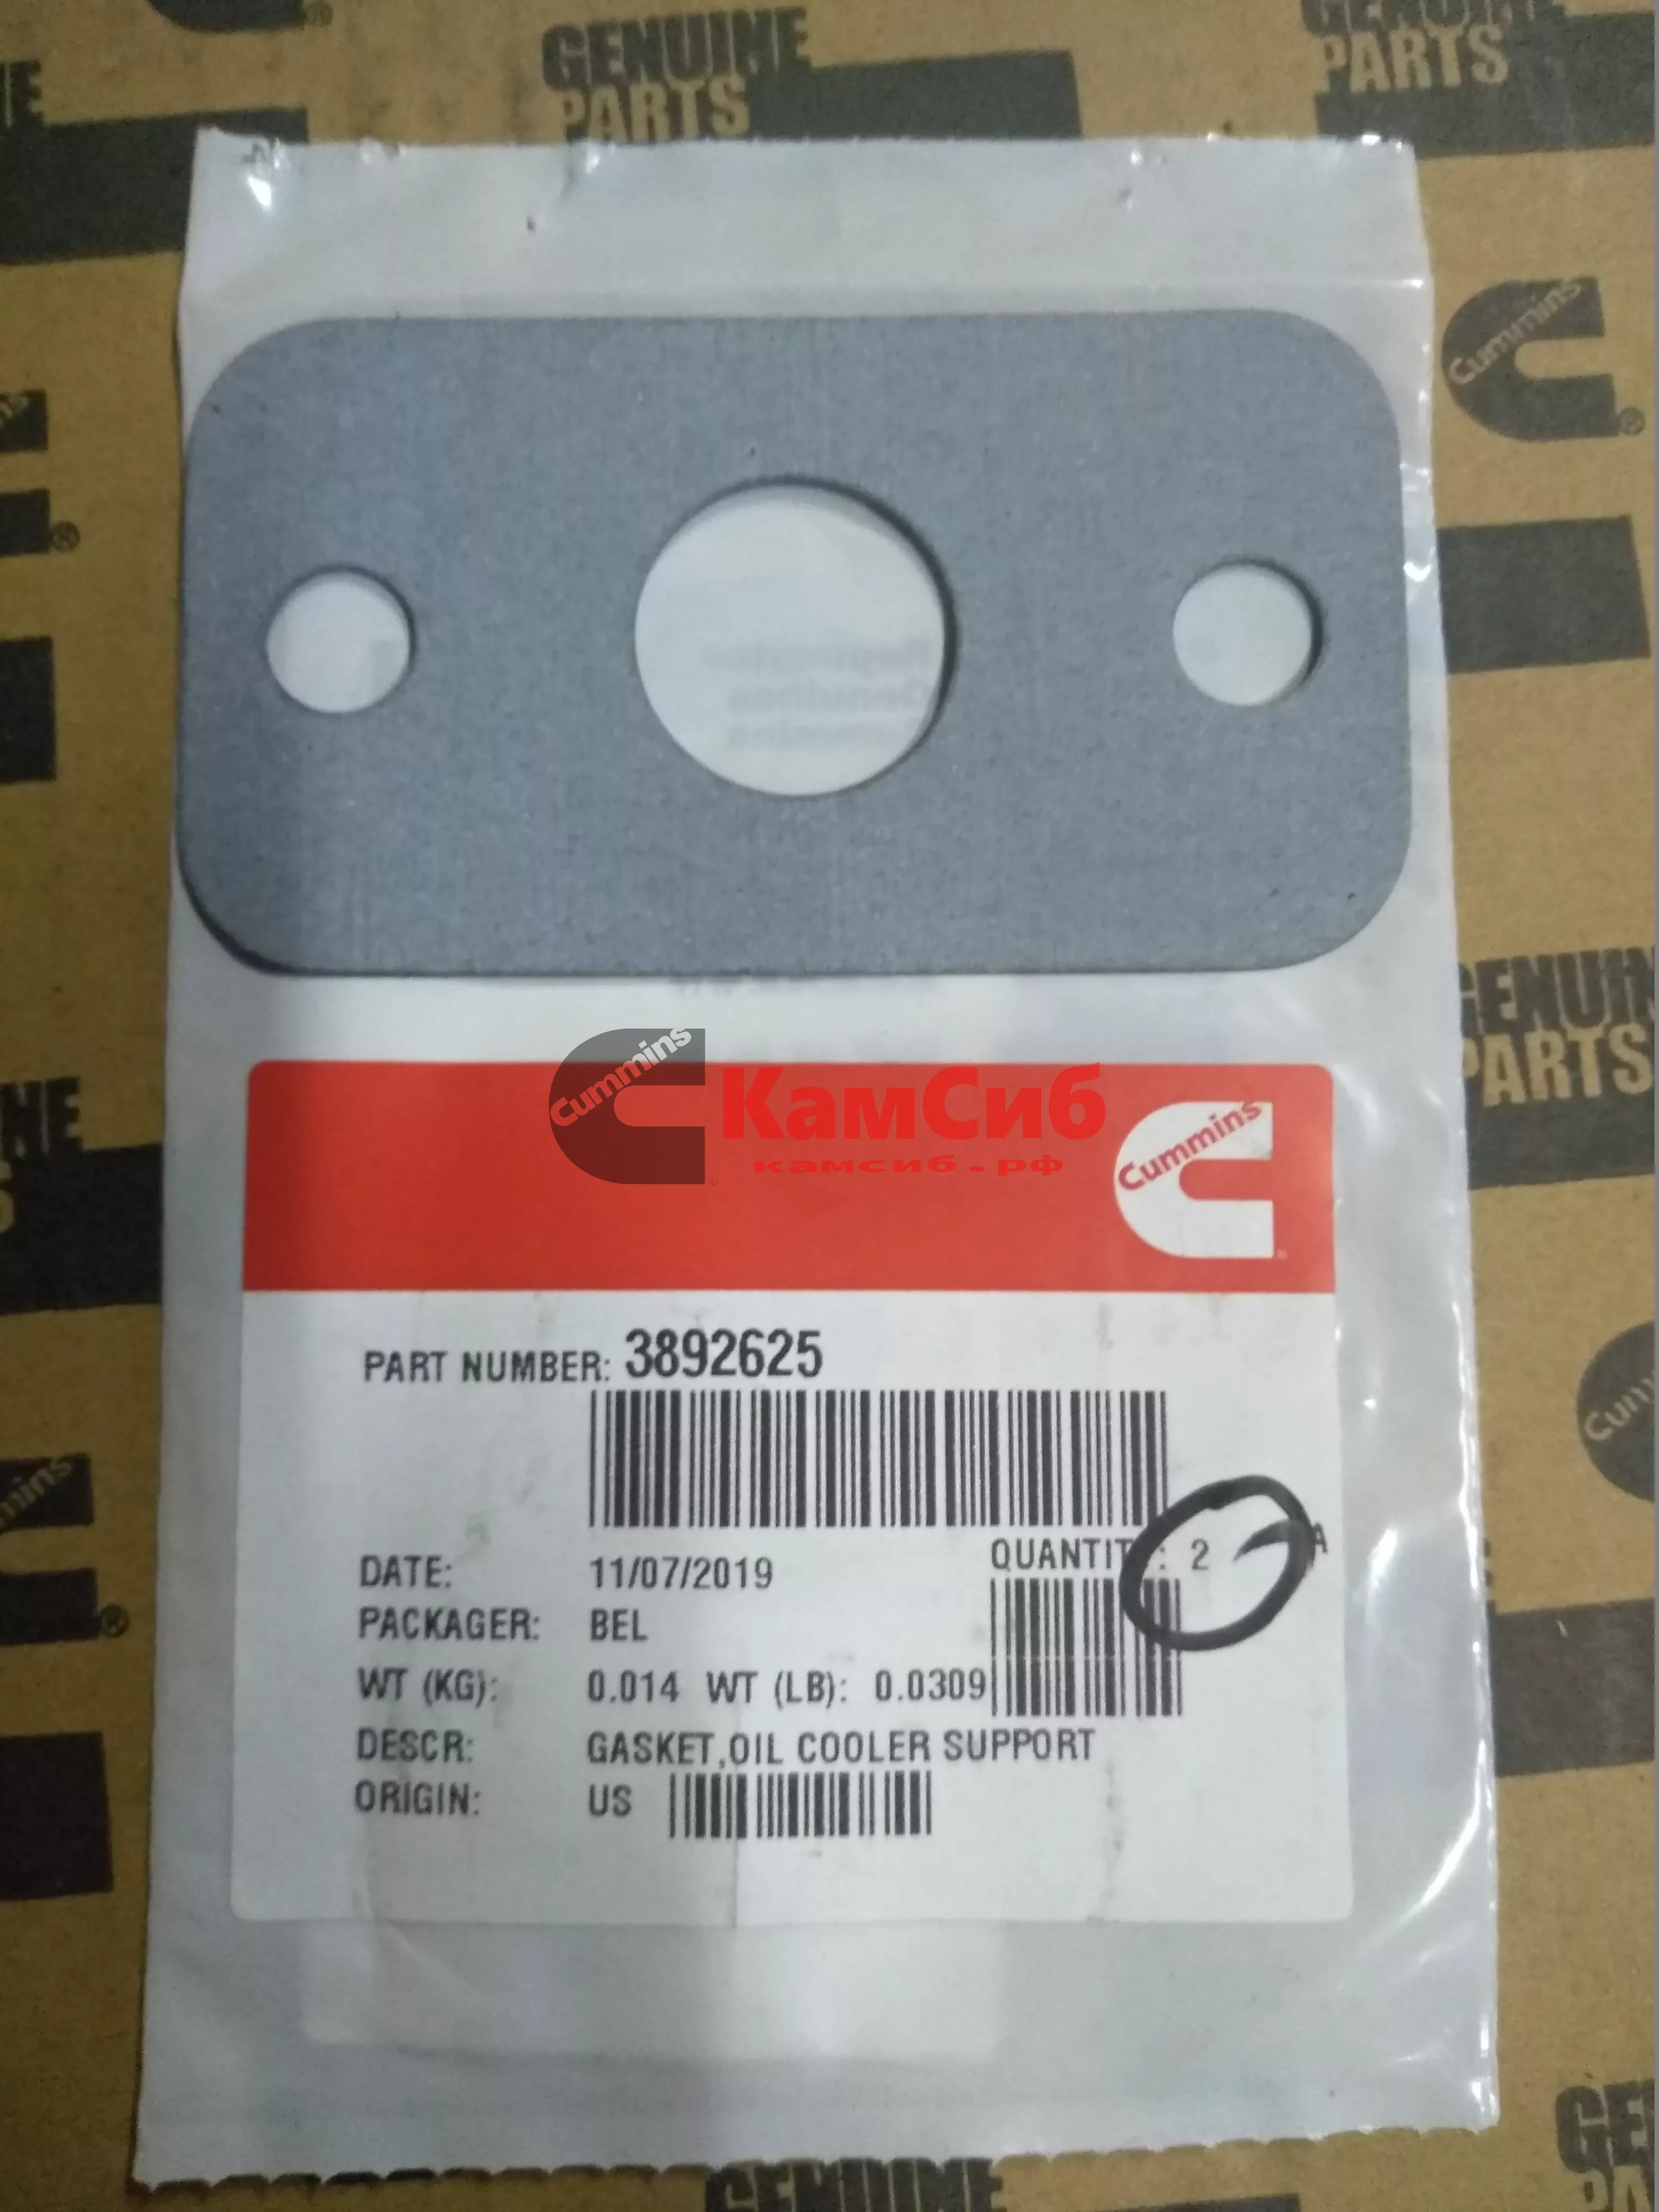 GENUINE
PARTS
GENUINE
PARTS
Cummins
®
®
GENUINE
PARTS
Cummins
КамСиб
камсиб.рф
Cummins
PART NUMBER: 3892625
QUANTIT : 2 A
DATE: 11/07/2019
PACKAGER: BEL
WT (KG): 0.014 WT (LB): 0.0309
DESCR: GASKET,OIL COOLER SUPPORT
ORIGIN: US
®
GENUINE